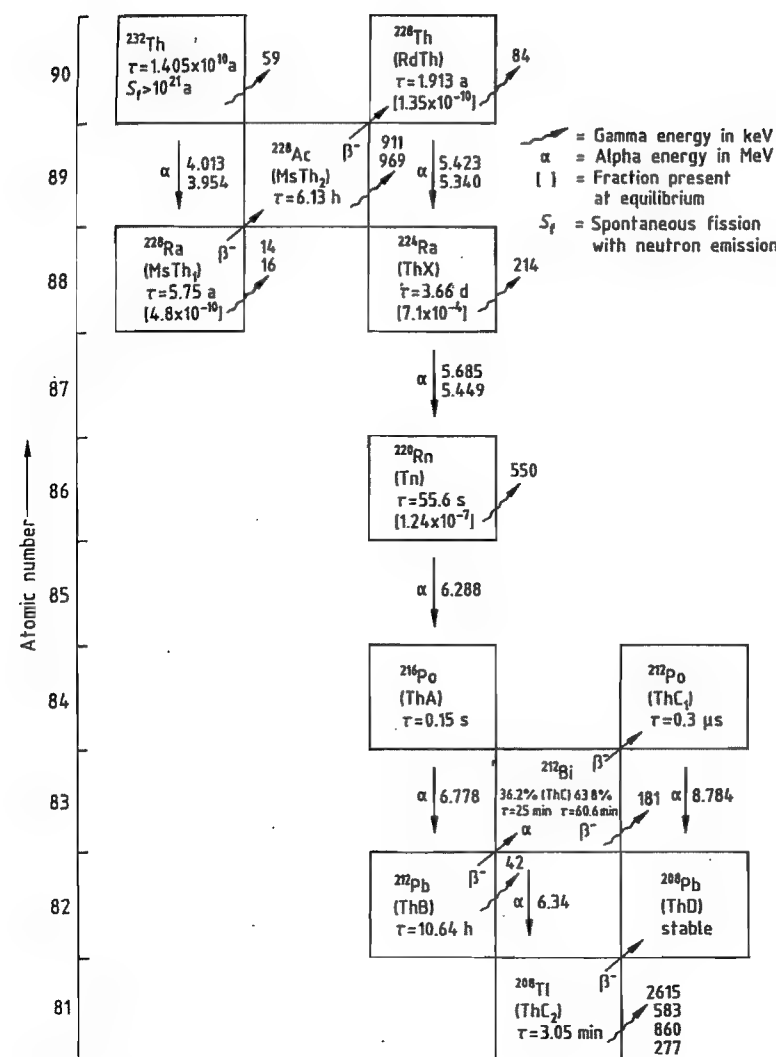 90
²³²Th
τ=1.405x10¹⁰a
S_f>10²¹a
59
²²⁸Th
(RdTh)
τ=1.913 a
[1.35x10⁻¹⁰]
84
= Gamma energy in keV
α = Alpha energy in MeV
[ ] = Fraction present
at equilibrium
S_f = Spontaneous fission
with neutron emission
89
α
4.013
3.954
²²⁸Ac
(MsTh₂)
τ=6.13 h
β⁻
911
969
α
5.423
5.340
88
²²⁸Ra
(MsTh₁)
τ=5.75 a
[4.8x10⁻¹⁰]
β⁻
14
16
²²⁴Ra
(ThX)
τ=3.66 d
[7.1x10⁻⁴]
214
87
α
5.685
5.449
86
²²⁰Rn
(Tn)
τ=55.6 s
[1.24x10⁻⁷]
550
85
α
6.288
Atomic number
84
²¹⁶Po
(ThA)
τ=0.15 s
²¹²Po
(ThC₁)
τ=0.3 µs
83
α
6.778
²¹²Bi
β⁻
36.2% (ThC) 63 8%
τ=25 min τ=60.6 min
α
β⁻
181
α
8.784
82
²¹²Pb
(ThB)
τ=10.64 h
β⁻
42
α
6.34
²⁰⁸Pb
(ThD)
stable
81
²⁰⁸Tl
(ThC₂)
τ=3.05 min
β⁻
2615
583
860
277